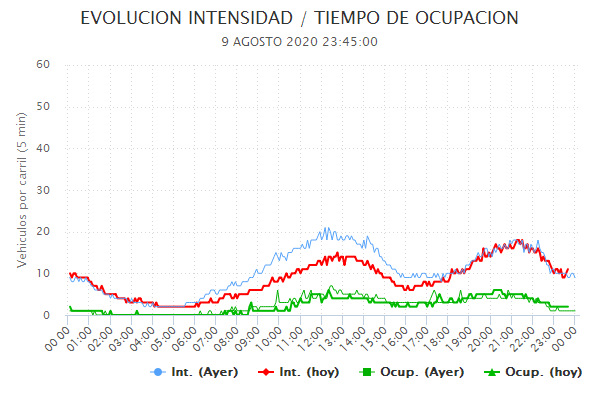 EVOLUCION INTENSIDAD / TIEMPO DE OCUPACION
9 AGOSTO 2020 23:45:00
Vehiculos por carril (5 min)
60
50
40
30
20
10
0
00:00 01:00 02:00 03:00 04:00 05:00 06:00 07:00 08:00 09:00 10:00 11:00 12:00 13:00 14:00 15:00 16:00 17:00 18:00 19:00 20:00 21:00 22:00 23:00 00:00
Int. (Ayer) Int. (hoy) Ocup. (Ayer) Ocup. (hoy)